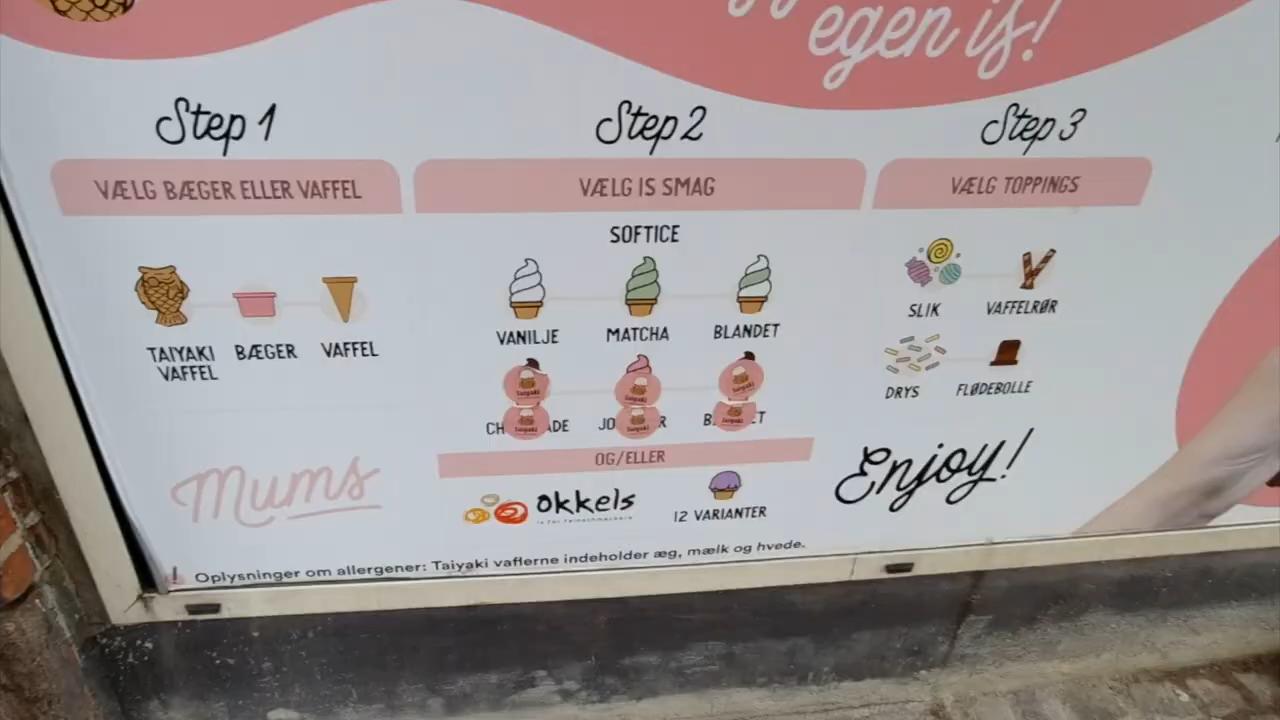 egen is!
Step 1
Step 2
Step 3
VÆLG BÆGER ELLER VAFFEL
VÆLG IS SMAG
VÆLG TOPPINGS
SOFTICE
TAIYAKI
VAFFEL
BÆGER
VAFFEL
VANILJE
MATCHA
BLANDET
SLIK
VAFFELRØR
DRYS
FLØDEBOLLE
OG/ELLER
Okkels
12 VARIANTER
Mums
Enjoy!
! Oplysninger om allergener: Taiyaki vaflerne indeholder æg, mælk og hvede.